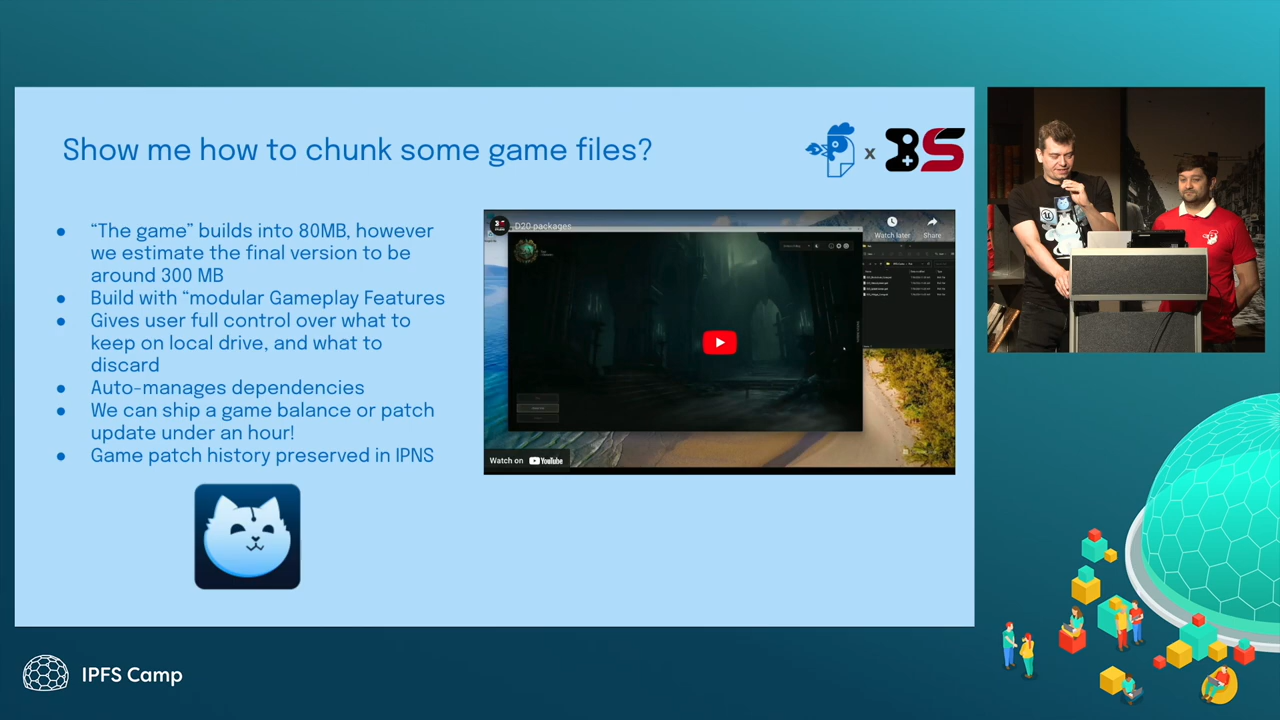 Show me how to chunk some game files?
x
BS
“The game” builds into 80MB, however
we estimate the final version to be
around 300 MB
Build with “modular Gameplay Features
Gives user full control over what to
keep on local drive, and what to
discard
Auto-manages dependencies
We can ship a game balance or patch
update under an hour!
Game patch history preserved in IPNS
D20 packages
Watch later
Share
Watch on YouTube
IPFS Camp